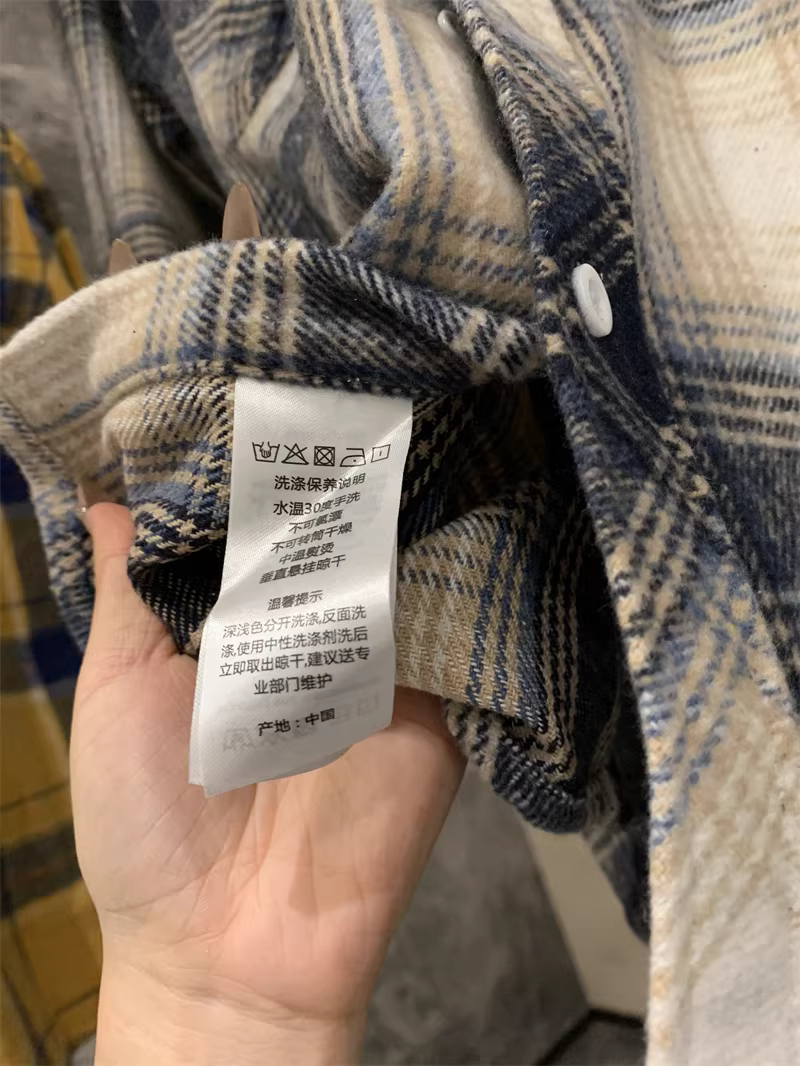 洗涤保养说明
水温30度手洗
不可氯漂
不可转筒干燥
中温熨烫
垂直悬挂晾干
温馨提示
深浅色分开洗涤,反面洗
涤,使用中性洗涤剂洗后
立即取出晾干,建议送专
业部门维护
产地:中国